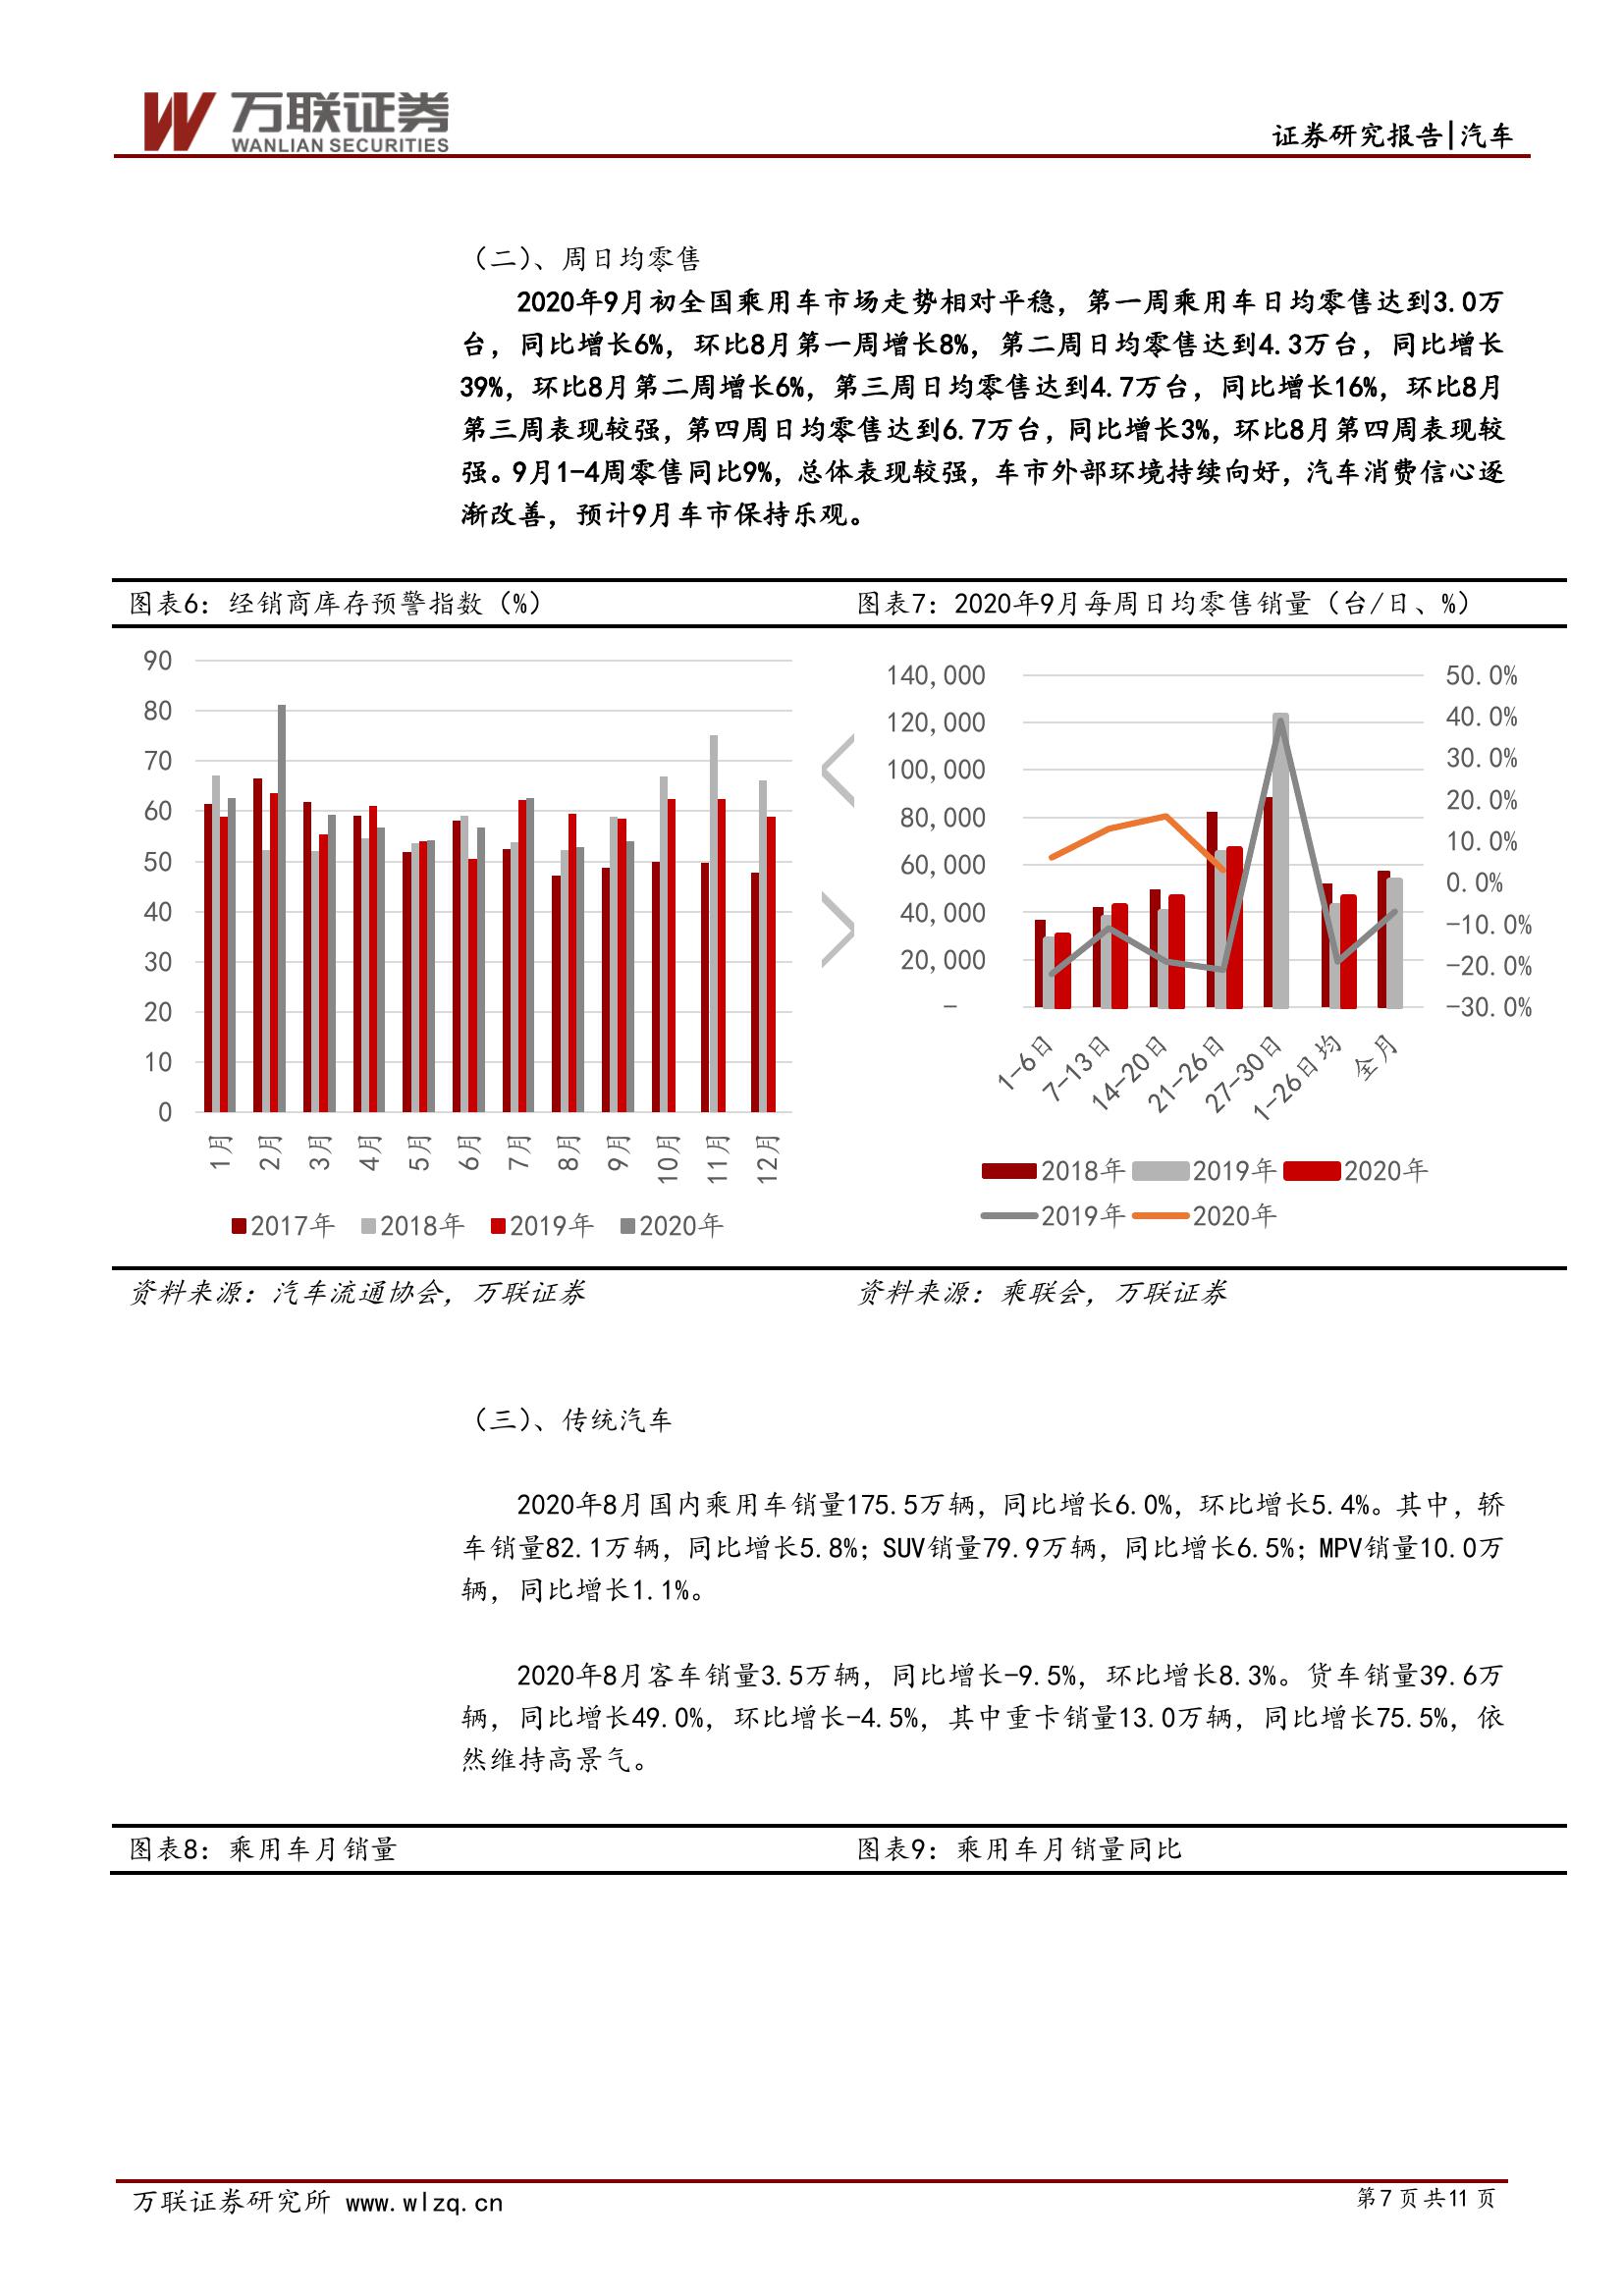 万联证券
WANLIAN SECURITIES
证券研究报告|汽车
（二）、周日均零售
2020年9月初全国乘用车市场走势相对平稳，第一周乘用车日均零售达到3.0万
台，同比增长6%，环比8月第一周增长8%，第二周日均零售达到4.3万台，同比增长
39%，环比8月第二周增长6%，第三周日均零售达到4.7万台，同比增长16%，环比8月
第三周表现较强，第四周日均零售达到6.7万台，同比增长3%，环比8月第四周表现较
强。9月1-4周零售同比9%，总体表现较强，车市外部环境持续向好，汽车消费信心逐
渐改善，预计9月车市保持乐观。
图表6：经销商库存预警指数（%）
90
80
70
60
50
40
30
20
10
0
1月
2月
3月
4月
5月
6月
7月
8月
9月
10月
11月
12月
2017年 2018年 2019年 2020年
资料来源：汽车流通协会，万联证券
图表7：2020年9月每周日均零售销量（台/日、%）
140,000
120,000
100,000
80,000
60,000
40,000
20,000
-
50.0%
40.0%
30.0%
20.0%
10.0%
0.0%
-10.0%
-20.0%
-30.0%
1-6日
7-13日
14-20日
21-26日
27-30日
1-26日均
全月
2018年 2019年 2020年
2019年 2020年
资料来源：乘联会，万联证券
（三）、传统汽车
2020年8月国内乘用车销量175.5万辆，同比增长6.0%，环比增长5.4%。其中，轿
车销量82.1万辆，同比增长5.8%；SUV销量79.9万辆，同比增长6.5%；MPV销量10.0万
辆，同比增长1.1%。
2020年8月客车销量3.5万辆，同比增长-9.5%，环比增长8.3%。货车销量39.6万
辆，同比增长49.0%，环比增长-4.5%，其中重卡销量13.0万辆，同比增长75.5%，依
然维持高景气。
图表8：乘用车月销量
图表9：乘用车月销量同比
万联证券研究所 www.wlzq.cn
第7页共11页